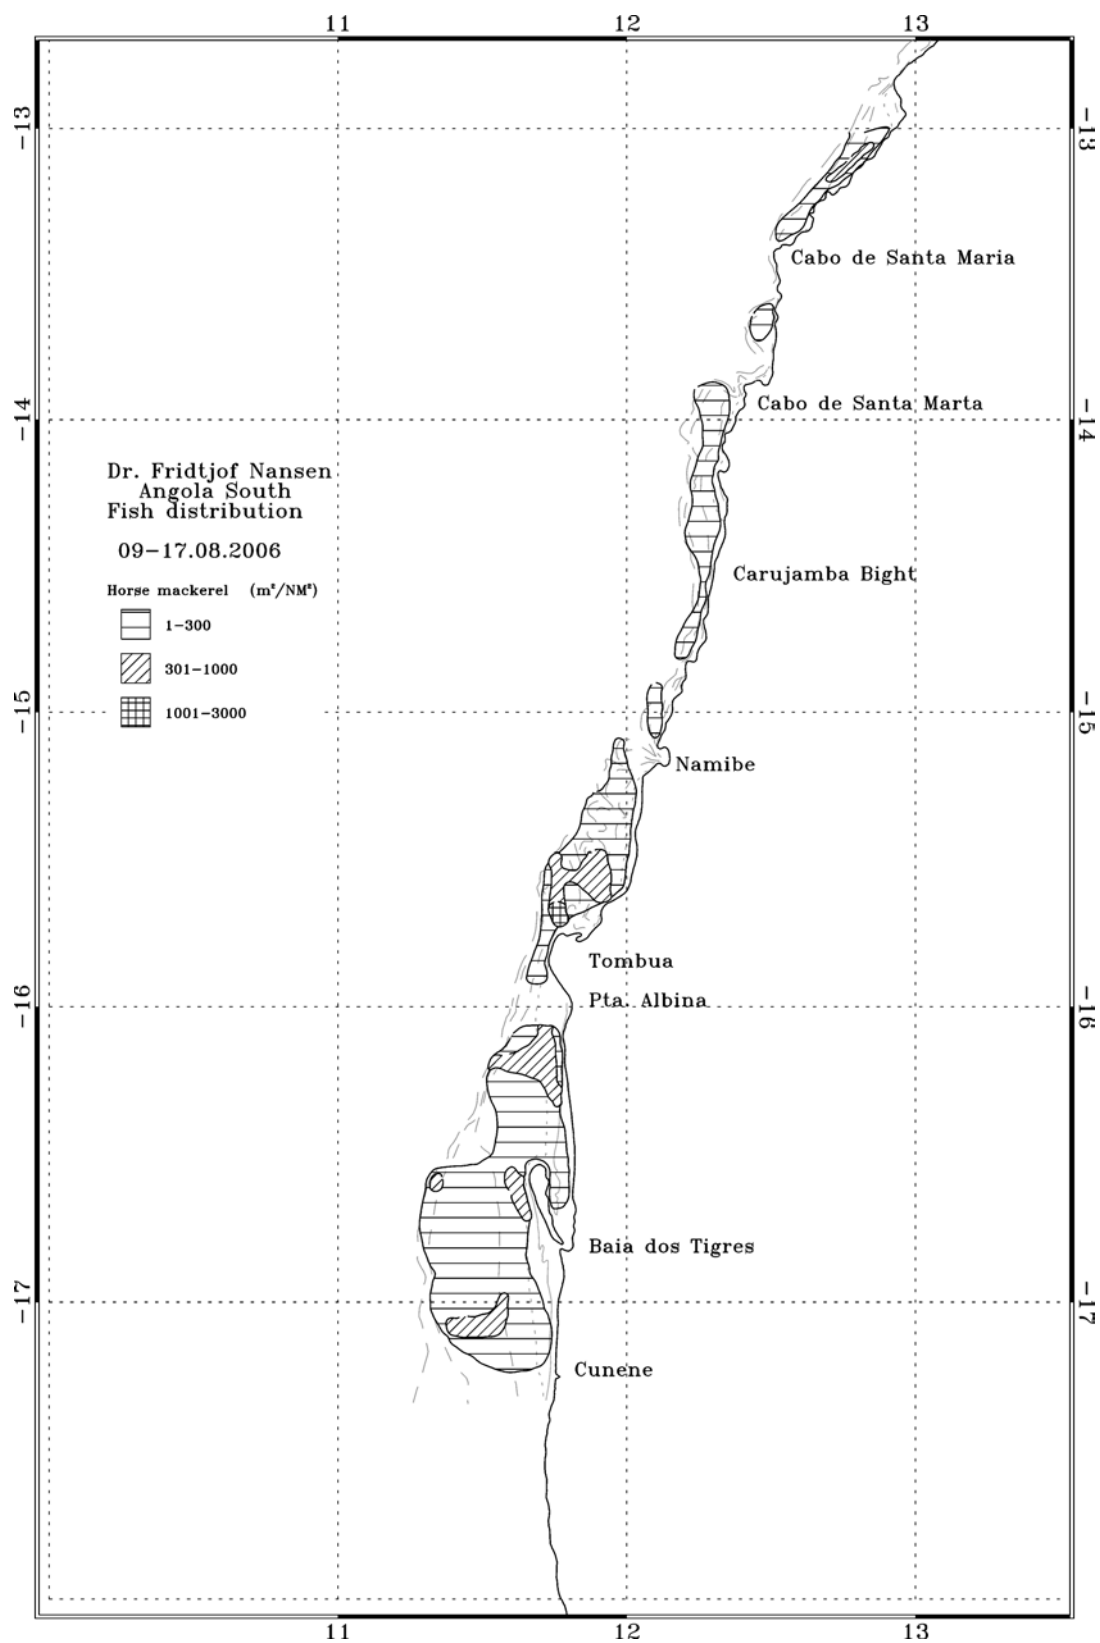 11 12 13
-13 -13
Cabo de Santa Maria
Cabo de Santa Marta
-14 -14
Dr. Fridtjof Nansen
Angola South
Fish distribution
09-17.08.2006
Horse mackerel (m²/NM²)
Carujamba Bight
1-300
301-1000
1001-3000
-15 -15
Namibe
Tombua
Pta. Albina
-16 -16
Baia dos Tigres
-17 -17
Cunene
11 12 13